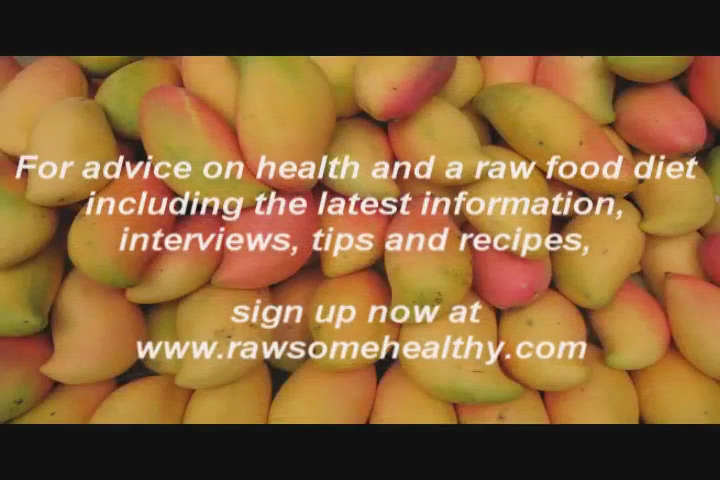 For advice on health and a raw food diet
including the latest information,
interviews, tips and recipes,
sign up now at
www.rawsomehealthy.com